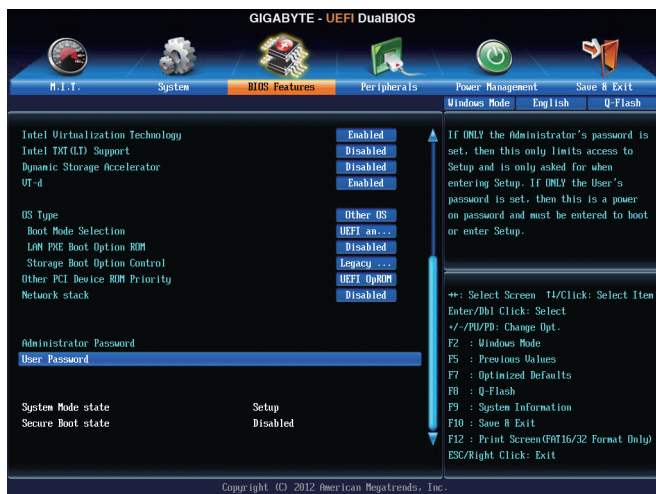 GIGABYTE - UEFI DualBIOS
M.I.T.
System
BIOS Features
Peripherals
Power Management
Save & Exit
Windows Mode
English
Q-Flash
Intel Virtualization Technology Enabled
Intel TXT(LT) Support Disabled
Dynamic Storage Accelerator Disabled
VT-d Enabled
OS Type Other OS
Boot Mode Selection UEFI an...
LAN PXE Boot Option ROM Disabled
Storage Boot Option Control Legacy ...
Other PCI Device ROM Priority UEFI OpROM
Network stack Disabled
Administrator Password
User Password
System Mode state Setup
Secure Boot state Disabled
If ONLY the Administrator's password is
set, then this only limits access to
Setup and is only asked for when
entering Setup. If ONLY the User's
password is set, then this is a power
on password and must be entered to boot
or enter Setup.
↔: Select Screen ↑↓/Click: Select Item
Enter/Dbl Click: Select
+/-/PU/PD: Change Opt.
F2 : Windows Mode
F5 : Previous Values
F7 : Optimized Defaults
F8 : Q-Flash
F9 : System Information
F10 : Save & Exit
F12 : Print Screen(FAT16/32 Format Only)
ESC/Right Click: Exit
Copyright (C) 2012 American Megatrends, Inc.